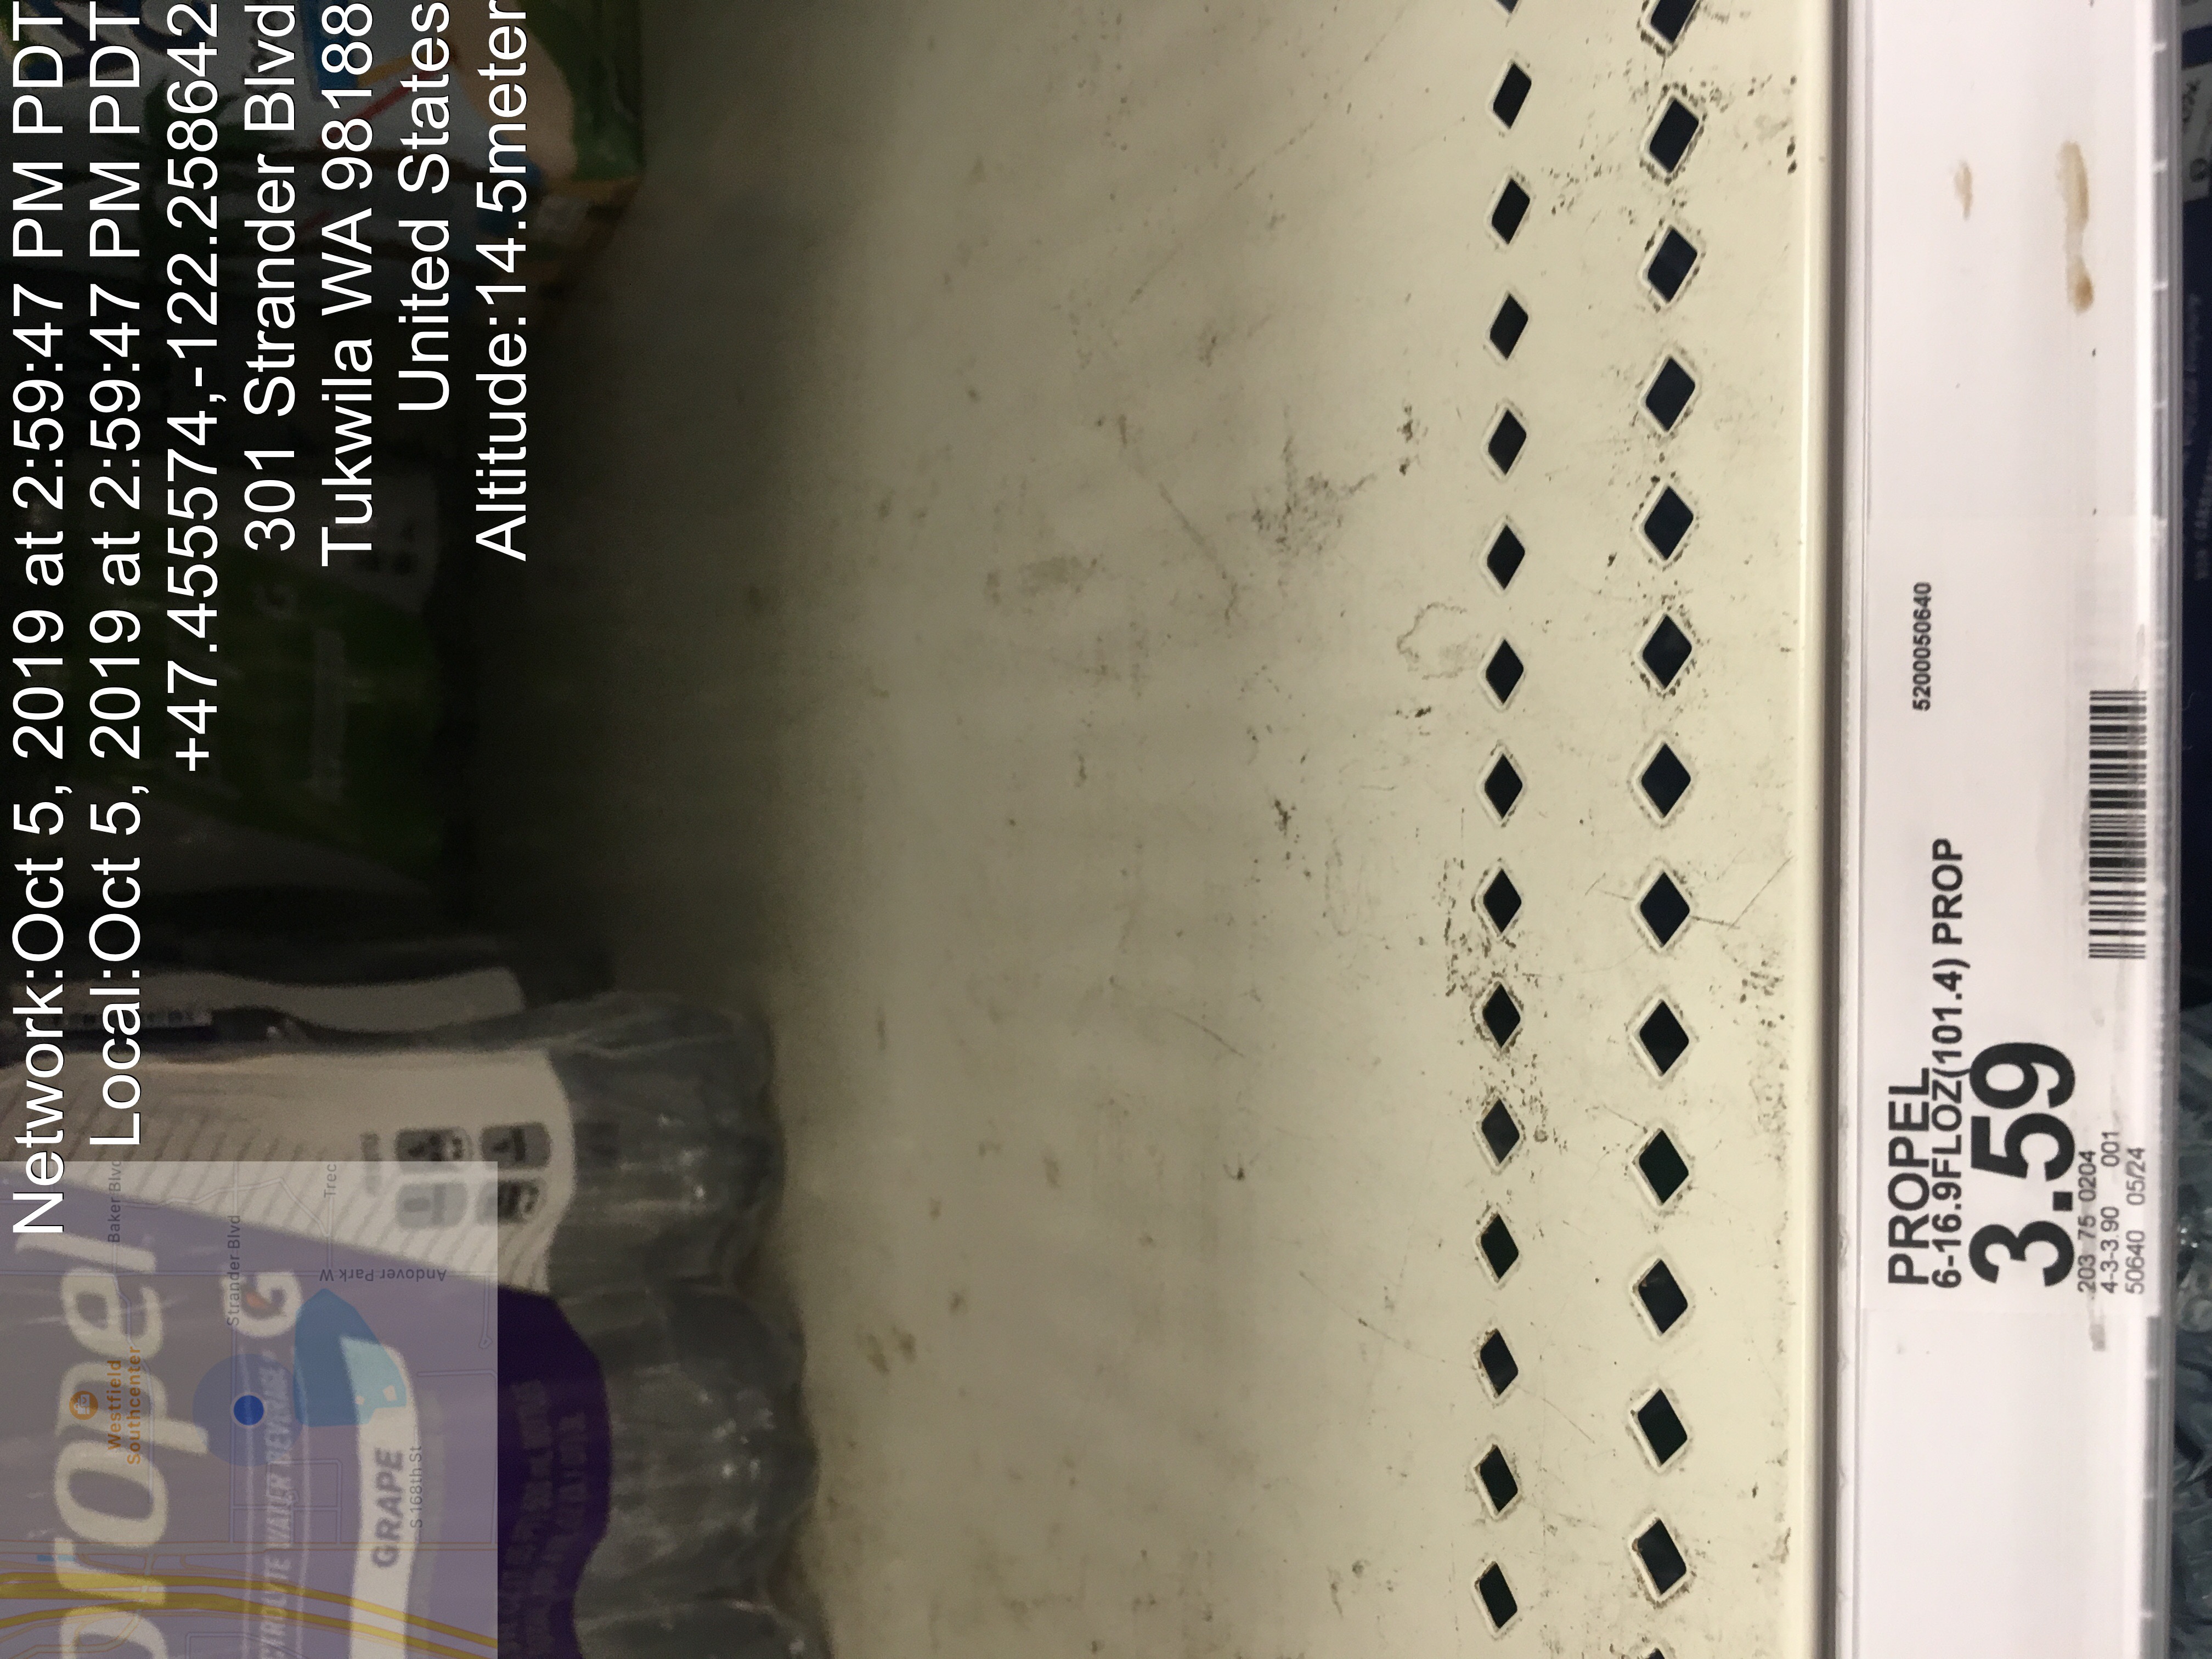 Network:Oct 5, 2019 at 2:59:47 PM PDT
Local:Oct 5, 2019 at 2:59:47 PM PDT
+47.455574,-122.258642
301 Strander Blvd
Tukwila WA 98188
United States
Altitude:14.5meter
propel
Westfield
Southcenter
Baker Blvd
Strander Blvd
CTROLYTE WATER BEVERAGE
G
Trec
Andover Park W
GRAPE
S 168th St
PROPEL
5200050640
6-16.9FLOZ(101.4) PROP
3.59
203 75 0204
4-3-3.90 001
50640 05/24